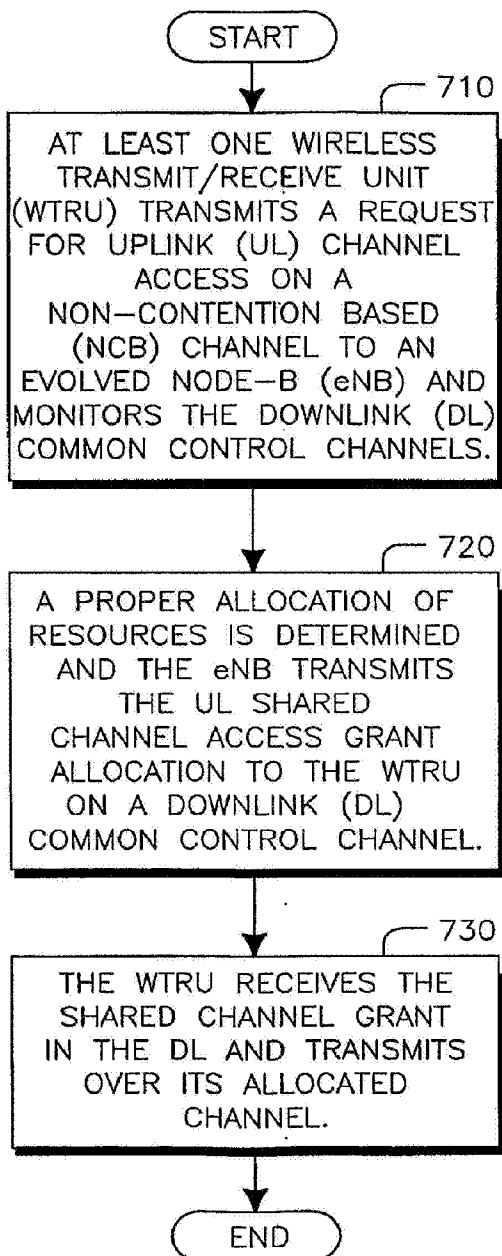 START
710
AT LEAST ONE WIRELESS
TRANSMIT/RECEIVE UNIT
(WTRU) TRANSMITS A REQUEST
FOR UPLINK (UL) CHANNEL
ACCESS ON A
NON-CONTENTION BASED
(NCB) CHANNEL TO AN
EVOLVED NODE-B (eNB) AND
MONITORS THE DOWNLINK (DL)
COMMON CONTROL CHANNELS.
720
A PROPER ALLOCATION OF
RESOURCES IS DETERMINED
AND THE eNB TRANSMITS
THE UL SHARED
CHANNEL ACCESS GRANT
ALLOCATION TO THE WTRU
ON A DOWNLINK (DL)
COMMON CONTROL CHANNEL.
730
THE WTRU RECEIVES THE
SHARED CHANNEL GRANT
IN THE DL AND TRANSMITS
OVER ITS ALLOCATED
CHANNEL.
END